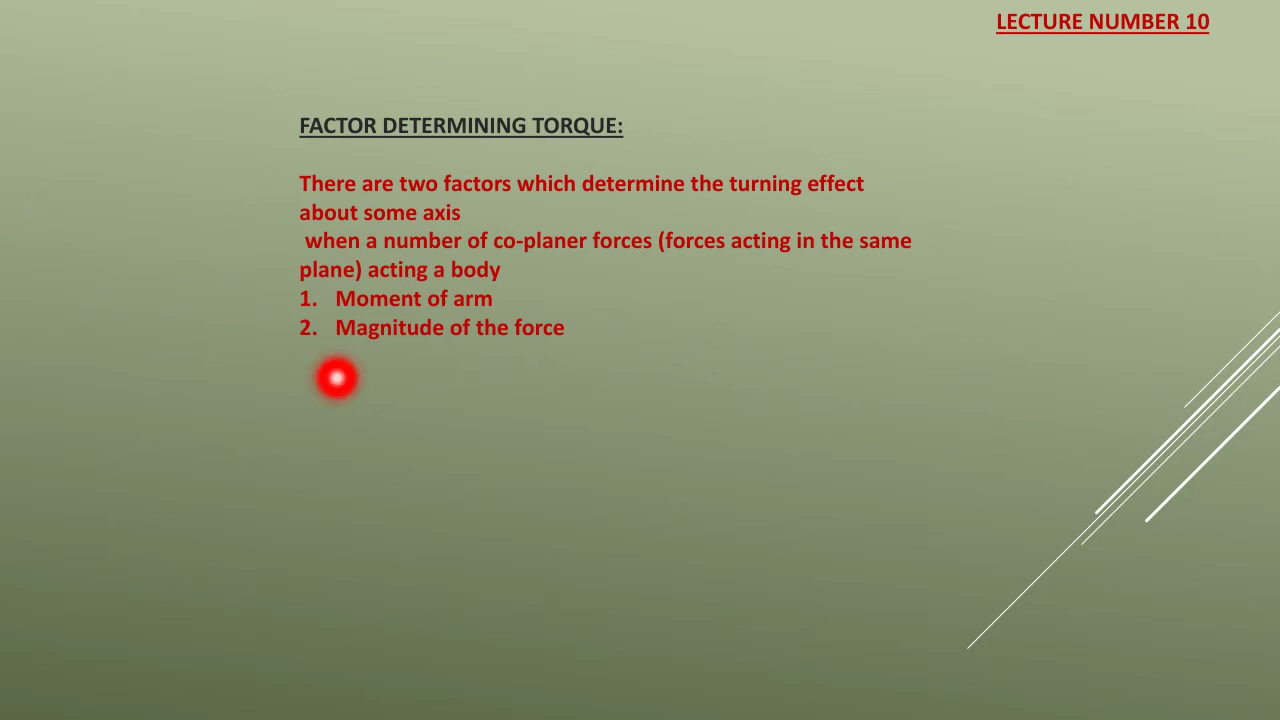 LECTURE NUMBER 10
FACTOR DETERMINING TORQUE:
There are two factors which determine the turning effect
about some axis
when a number of co-planer forces (forces acting in the same
plane) acting a body
1. Moment of arm
2. Magnitude of the force